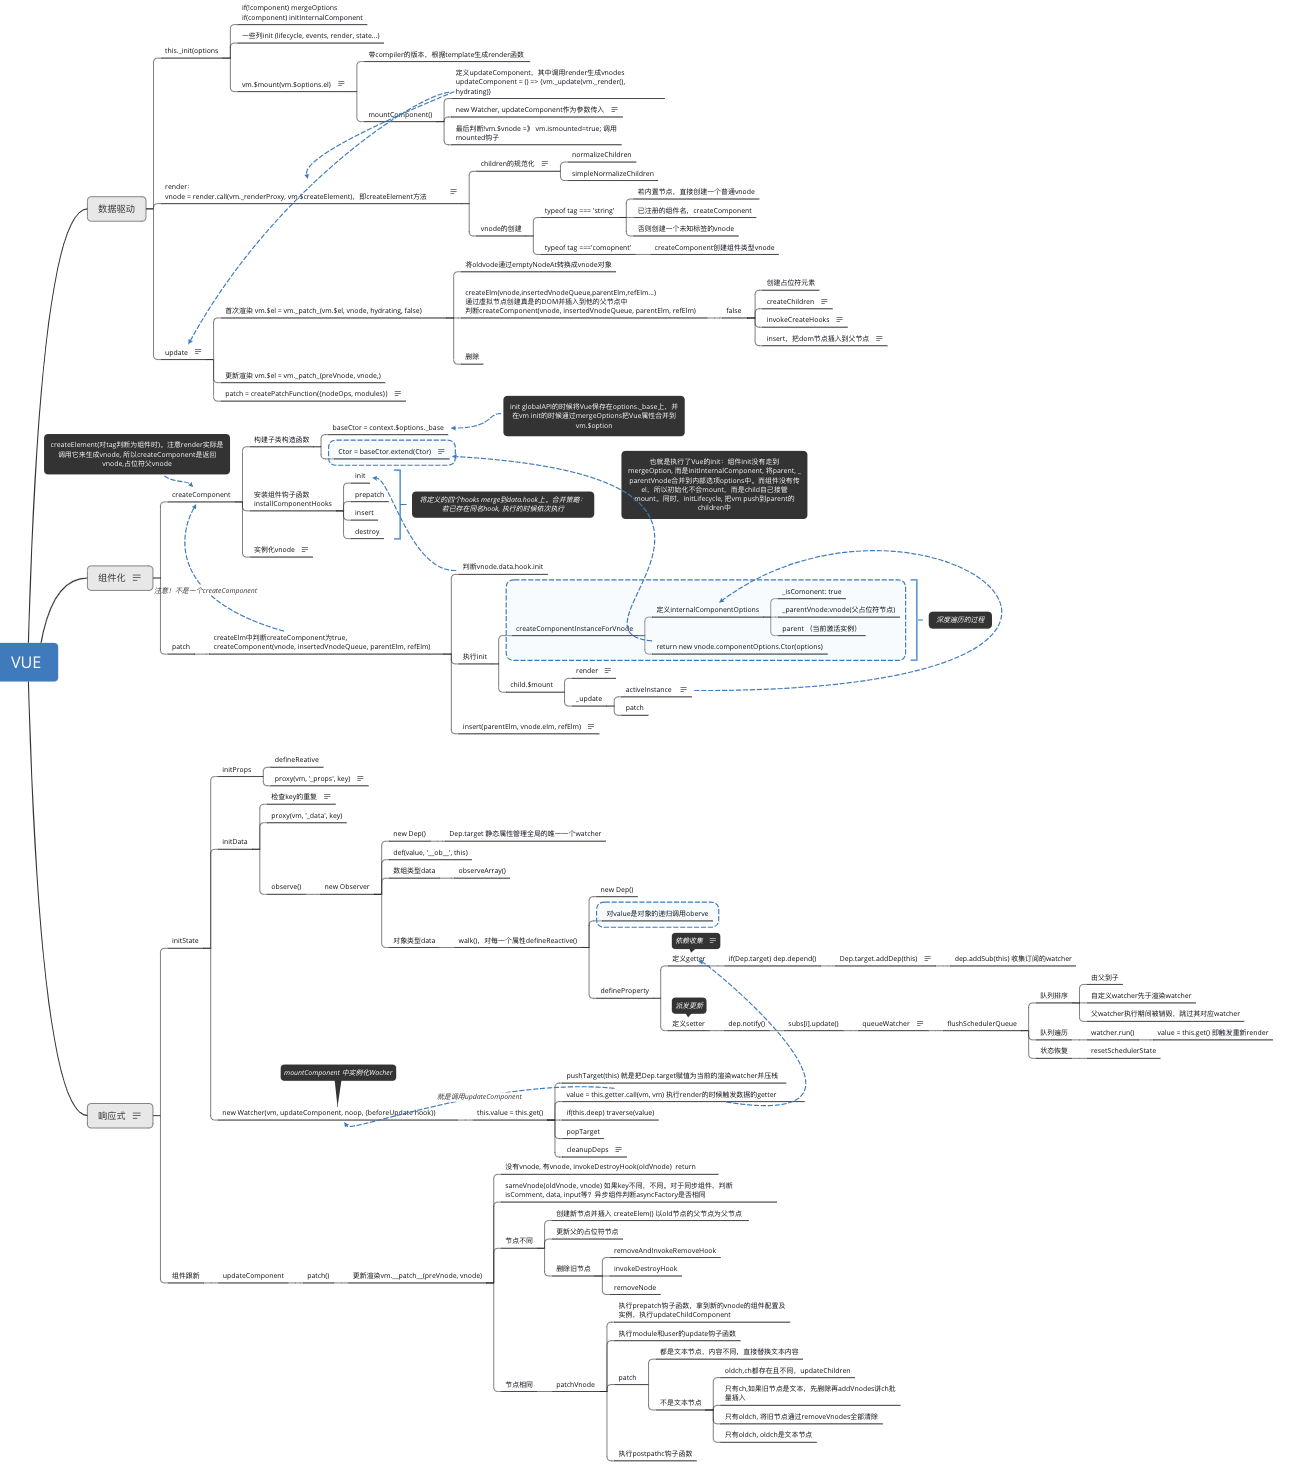 VUE
数据驱动
this._init(options
if(!component) mergeOptions
if(component) initInternalComponent
一些列init (lifecycle, events, render, state...)
vm.$mount(vm.$options.el)
带compiler的版本，根据template生成render函数
mountComponent()
定义updateComponent，其中调用render生成vnodes
updateComponent = () => {vm._update(vm._render(),
hydrating)}
new Watcher, updateComponent作为参数传入
最后判断!vm.$vnode =》 vm.ismounted=true; 调用
mounted钩子
render:
vnode = render.call(vm._renderProxy, vm.$createElement)，即createElement方法
children的规范化
normalizeChildren
simpleNormalizeChildren
vnode的创建
typeof tag === 'string'
若内置节点，直接创建一个普通vnode
已注册的组件名，createComponent
否则创建一个未知标签的vnode
typeof tag ==='comopnent'
createComponent创建组件类型vnode
update
首次渲染 vm.$el = vm._patch_(vm.$el, vnode, hydrating, false)
将oldvode通过emptyNodeAt转换成vnode对象
createElm(vnode,insertedVnodeQueue,parentElm,refElm...)
通过虚拟节点创建真是的DOM并插入到他的父节点中
判断createComponent(vnode, insertedVnodeQueue, parentElm, refElm)
false
创建占位符元素
createChildren
invokeCreateHooks
insert，把dom节点插入到父节点
删除
更新渲染 vm.$el = vm._patch_(preVnode, vnode,)
patch = createPatchFunction({nodeOps, modules})
组件化
createElement(对tag判断为组件时)。注意render实际是
调用它来生成vnode, 所以createComponent是返回
vnode,占位符父vnode
createComponent
构建子类构造函数
baseCtor = context.$options._base
init globalAPI的时候将Vue保存在options._base上，并
在vm init的时候通过mergeOptions把Vue属性合并到
vm.$option
Ctor = baseCtor.extend(Ctor)
安装组件钩子函数
installComponentHooks
init
prepatch
insert
destroy
将定义的四个hooks merge到data.hook上，合并策略：
若已存在同名hook, 执行的时候依次执行
也就是执行了Vue的init：组件init没有走到
mergeOption, 而是initInternalComponent, 将parent, _
parentVnode合并到内部选项options中。而组件没有传
el，所以初始化不会mount，而是child自己接管
mount。同时，initLifecycle, 把vm push到parent的
children中
实例化vnode
注意！不是一个createComponent
patch
createElm中判断createComponent为true,
createComponent(vnode, insertedVnodeQueue, parentElm, refElm)
判断vnode.data.hook.init
执行init
createComponentInstanceForVnode
定义internalComponentOptions
_isComonent: true
_parentVnode:vnode(父占位符节点)
parent （当前激活实例）
return new vnode.componentOptions.Ctor(options)
深度遍历的过程
child.$mount
render
_update
activeInstance
patch
insert(parentElm, vnode.elm, refElm)
响应式
initState
initProps
defineReative
proxy(vm, '_props', key)
initData
检查key的重复
proxy(vm, '_data', key)
observe()
new Observer
new Dep()
Dep.target 静态属性管理全局的唯一一个watcher
def(value, '__ob__', this)
数组类型data
observeArray()
对象类型data
walk()，对每一个属性defineReactive()
new Dep()
对value是对象的递归调用oberve
defineProperty
依赖收集
定义getter
if(Dep.target) dep.depend()
Dep.target.addDep(this)
dep.addSub(this) 收集订阅的watcher
派发更新
定义setter
dep.notify()
subs[i].update()
queueWatcher
flushSchedulerQueue
队列排序
由父到子
自定义watcher先于渲染watcher
父watcher执行期间被销毁，跳过其对应watcher
队列遍历
watcher.run()
value = this.get() 即触发重新render
状态恢复
resetSchedulerState
mountComponent 中实例化Wacher
new Watcher(vm, updateComponent, noop, {beforeUpdate Hook})
就是调用updateComponent
this.value = this.get()
pushTarget(this) 就是把Dep.target赋值为当前的渲染watcher并压栈
value = this.getter.call(vm, vm) 执行render的时候触发数据的getter
if(this.deep) traverse(value)
popTarget
cleanupDeps
组件跟新
updateComponent
patch()
更新渲染vm.__patch__(preVnode, vnode)
没有vnode, 有vnode, invokeDestroyHook(oldVnode) return
sameVnode(oldVnode, vnode) 如果key不同，不同。对于同步组件，判断
isComment, data, input等? 异步组件判断asyncFactory是否相同
节点不同
创建新节点并插入 createElem() 以old节点的父节点为父节点
更新父的占位符节点
删除旧节点
removeAndInvokeRemoveHook
invokeDestroyHook
removeNode
节点相同
patchVnode
执行prepatch钩子函数，拿到新的vnode的组件配置及
实例，执行updateChildComponent
执行module和user的update钩子函数
patch
都是文本节点，内容不同，直接替换文本内容
不是文本节点
oldch,ch都存在且不同，updateChildren
只有ch,如果旧节点是文本，先删除再addVnodes讲ch批
量插入
只有oldch, 将旧节点通过removeVnodes全部清除
只有oldch, oldch是文本节点
执行postpathc钩子函数